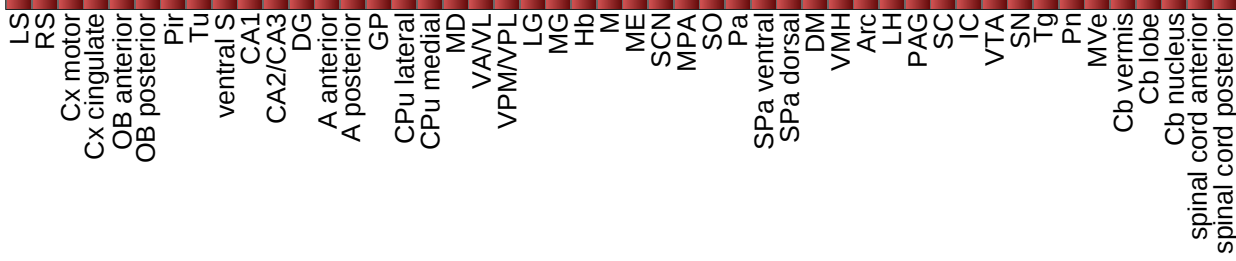 LS
RS
Cx motor
Cx cingulate
OB anterior
OB posterior
Pir
Tu
ventral S
CA1
CA2/CA3
DG
A anterior
A posterior
GP
CPu lateral
CPu medial
MD
VA/VL
VPM/VPL
LG
MG
Hb
M
ME
SCN
MPA
SO
Pa
SPa ventral
SPa dorsal
DM
VMH
Arc
LH
PAG
SC
IC
VTA
SN
Tg
Pn
MVe
Cb vermis
Cb lobe
Cb nucleus
spinal cord anterior
spinal cord posterior